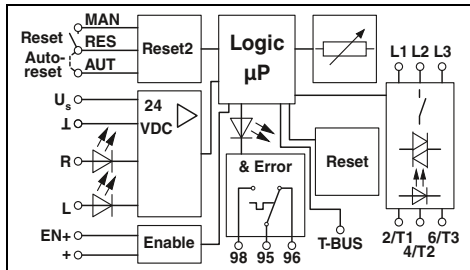 MAN
Reset
RES
Reset2
Auto-
reset
AUT
Logic
µP
L1 L2 L3
Us
⊥
24
VDC
R
L
& Error
Reset
EN+
+
Enable
98 95 96
T-BUS
2/T1 6/T3
4/T2